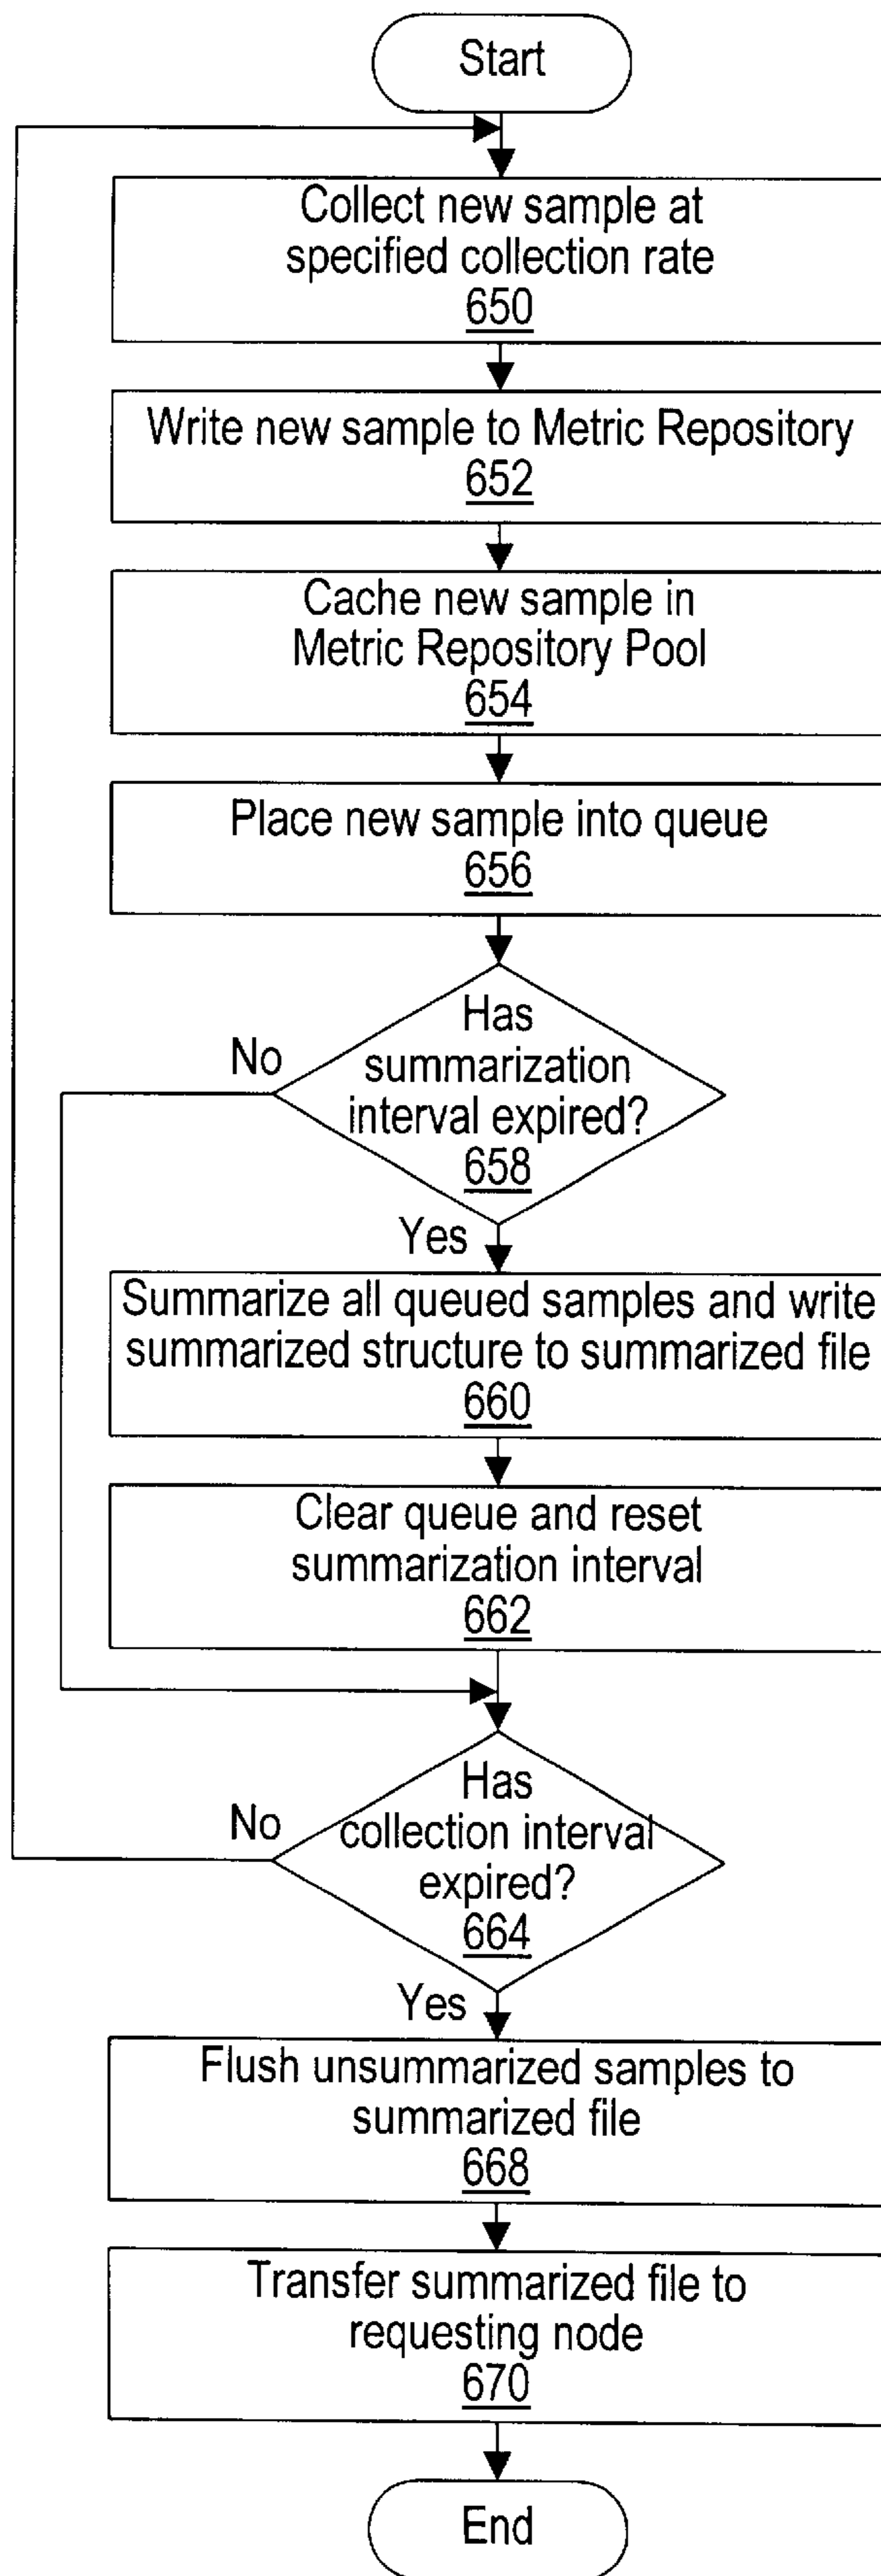 Start
Collect new sample at
specified collection rate
650
Write new sample to Metric Repository
652
Cache new sample in
Metric Repository Pool
654
Place new sample into queue
656
Has
summarization
interval expired?
658
No
Yes
Summarize all queued samples and write
summarized structure to summarized file
660
Clear queue and reset
summarization interval
662
Has
collection interval
expired?
664
No
Yes
Flush unsummarized samples to
summarized file
668
Transfer summarized file to
requesting node
670
End